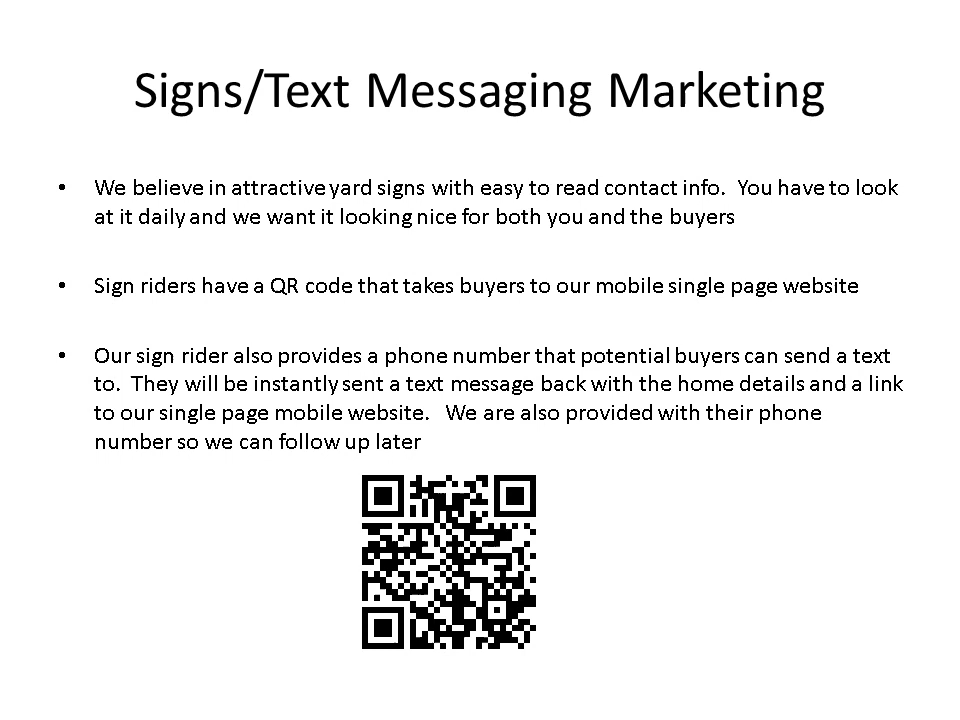 Signs/Text Messaging Marketing
• We believe in attractive yard signs with easy to read contact info.  You have to look
at it daily and we want it looking nice for both you and the buyers
• Sign riders have a QR code that takes buyers to our mobile single page website
• Our sign rider also provides a phone number that potential buyers can send a text
to.  They will be instantly sent a text message back with the home details and a link
to our single page mobile website.   We are also provided with their phone
number so we can follow up later